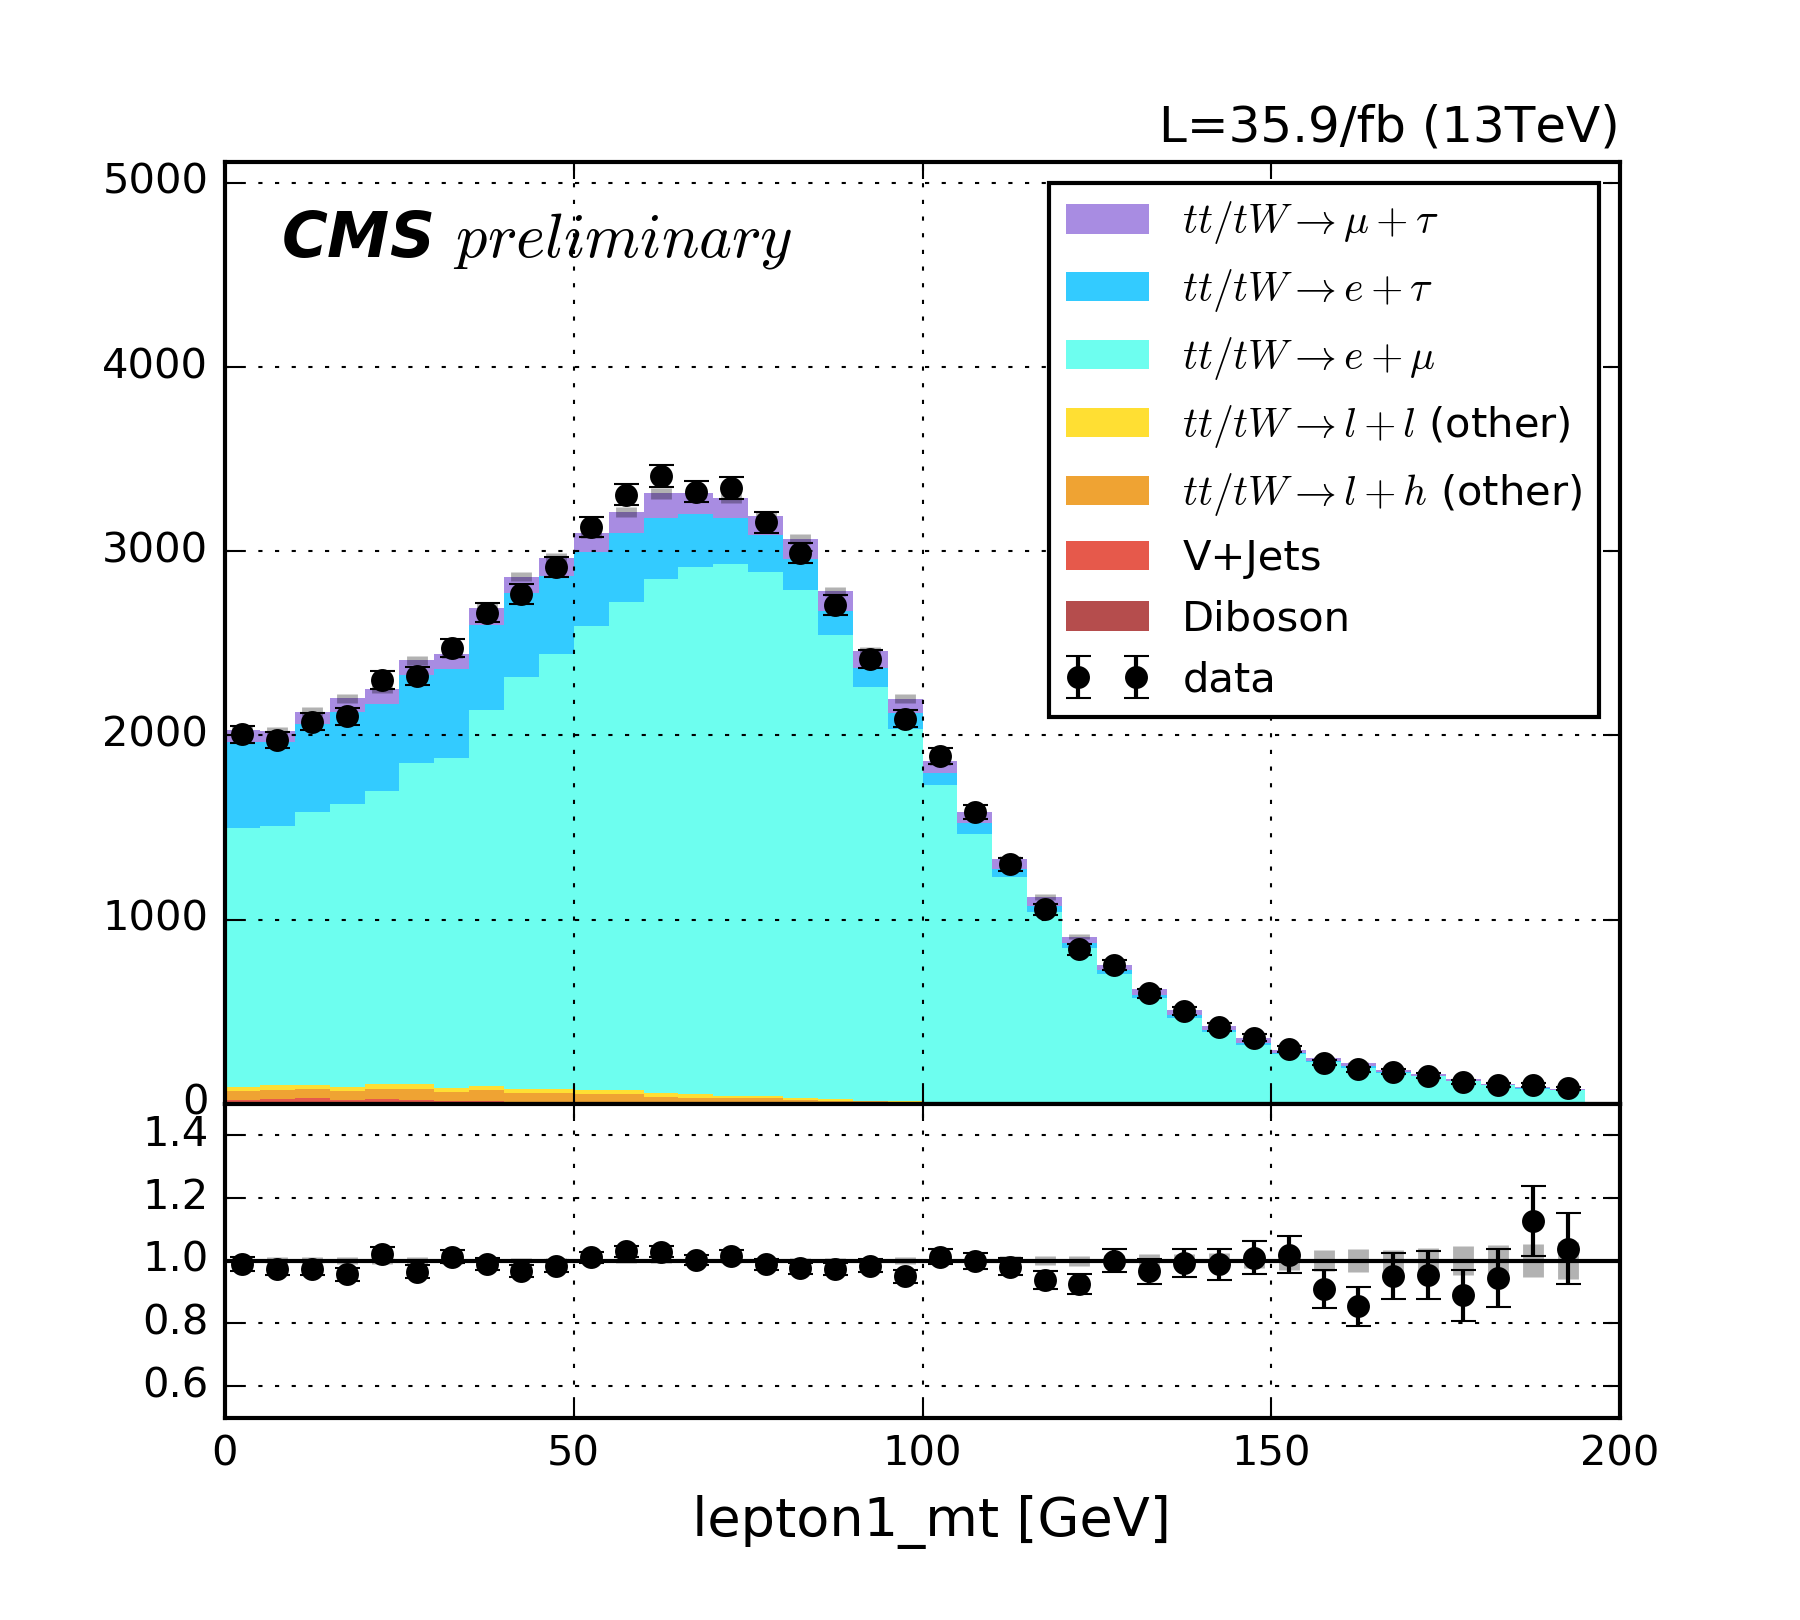 L=35.9/fb (13TeV)
CMS preliminary
5000
4000
3000
2000
1000
0
tt/tW→μ+τ
tt/tW→e+τ
tt/tW→e+μ
tt/tW→l+l (other)
tt/tW→l+h (other)
V+Jets
Diboson
data
1.4
1.2
1.0
0.8
0.6
0 50 100 150 200
lepton1_mt [GeV]